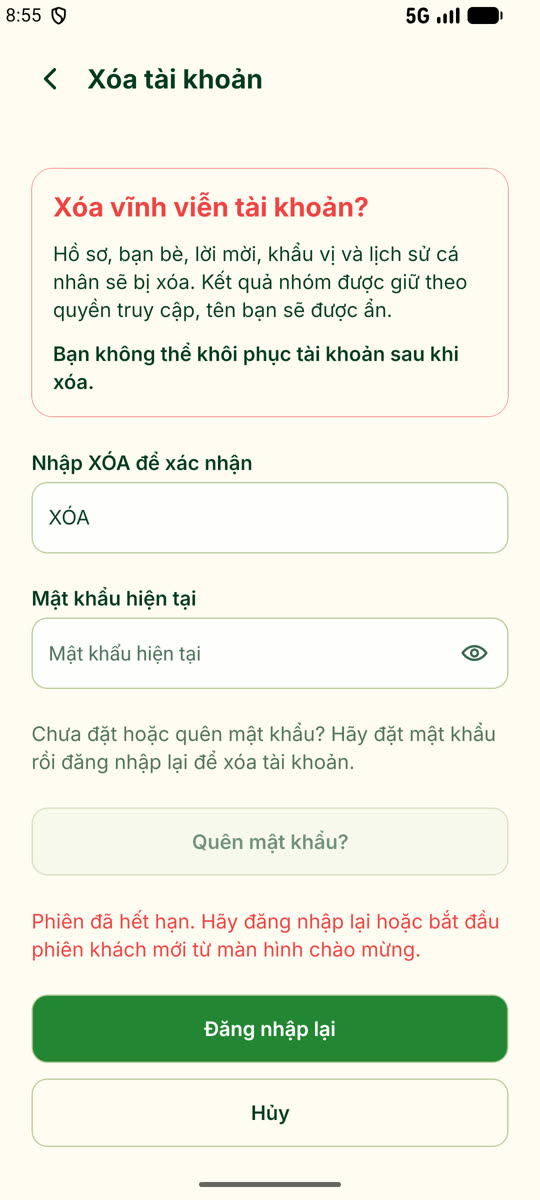 8:55
5G
Xóa tài khoản
Xóa vĩnh viễn tài khoản?
Hồ sơ, bạn bè, lời mời, khẩu vị và lịch sử cá
nhân sẽ bị xóa. Kết quả nhóm được giữ theo
quyền truy cập, tên bạn sẽ được ẩn.
Bạn không thể khôi phục tài khoản sau khi
xóa.
Nhập XÓA để xác nhận
XÓA
Mật khẩu hiện tại
Mật khẩu hiện tại
Chưa đặt hoặc quên mật khẩu? Hãy đặt mật khẩu
rồi đăng nhập lại để xóa tài khoản.
Quên mật khẩu?
Phiên đã hết hạn. Hãy đăng nhập lại hoặc bắt đầu
phiên khách mới từ màn hình chào mừng.
Đăng nhập lại
Hủy